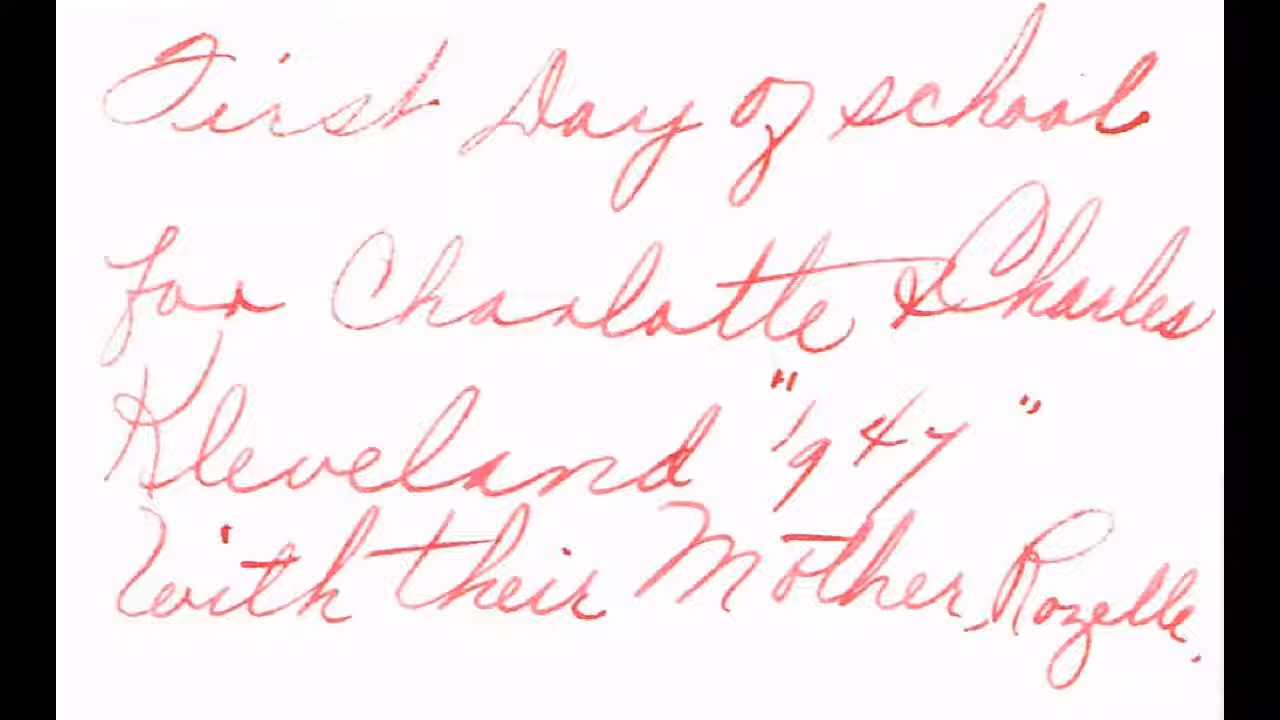 First Day of school
for Charlotte & Charles
Kleveland "1947"
With their Mother, Rozelle.